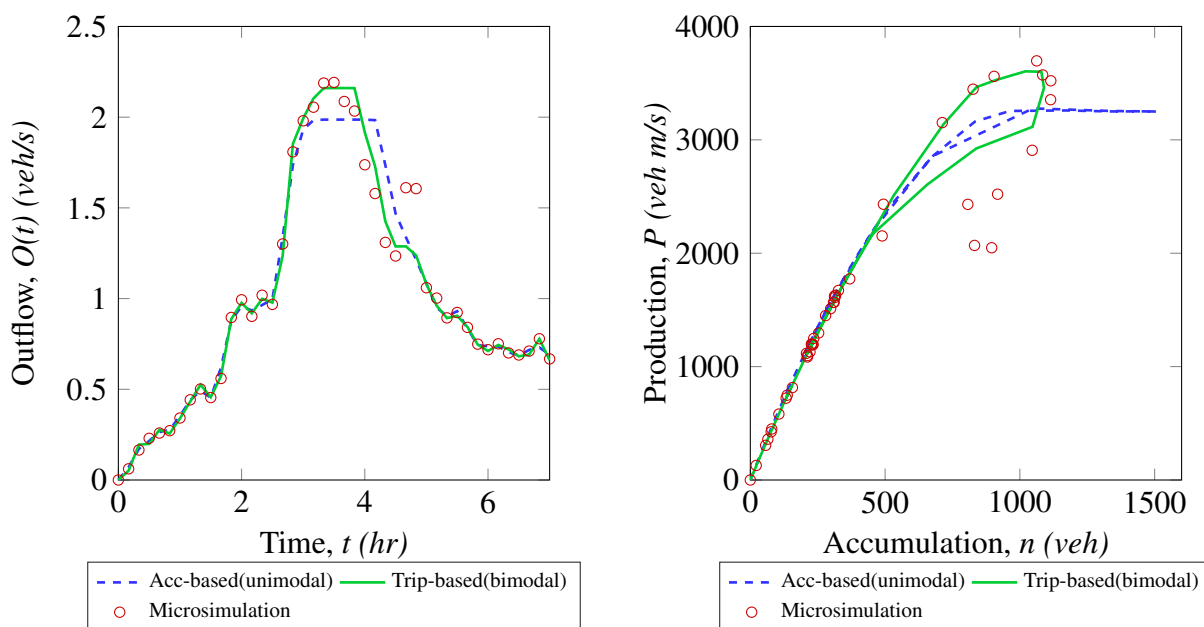 2.5
2
1.5
1
0.5
0
0 2 4 6
Outflow, O(t) (veh/s)
Time, t (hr)
Acc-based(unimodal) Trip-based(bimodal)
Microsimulation
4000
3000
2000
1000
0
0 500 1000 1500
Production, P (veh m/s)
Accumulation, n (veh)
Acc-based(unimodal) Trip-based(bimodal)
Microsimulation